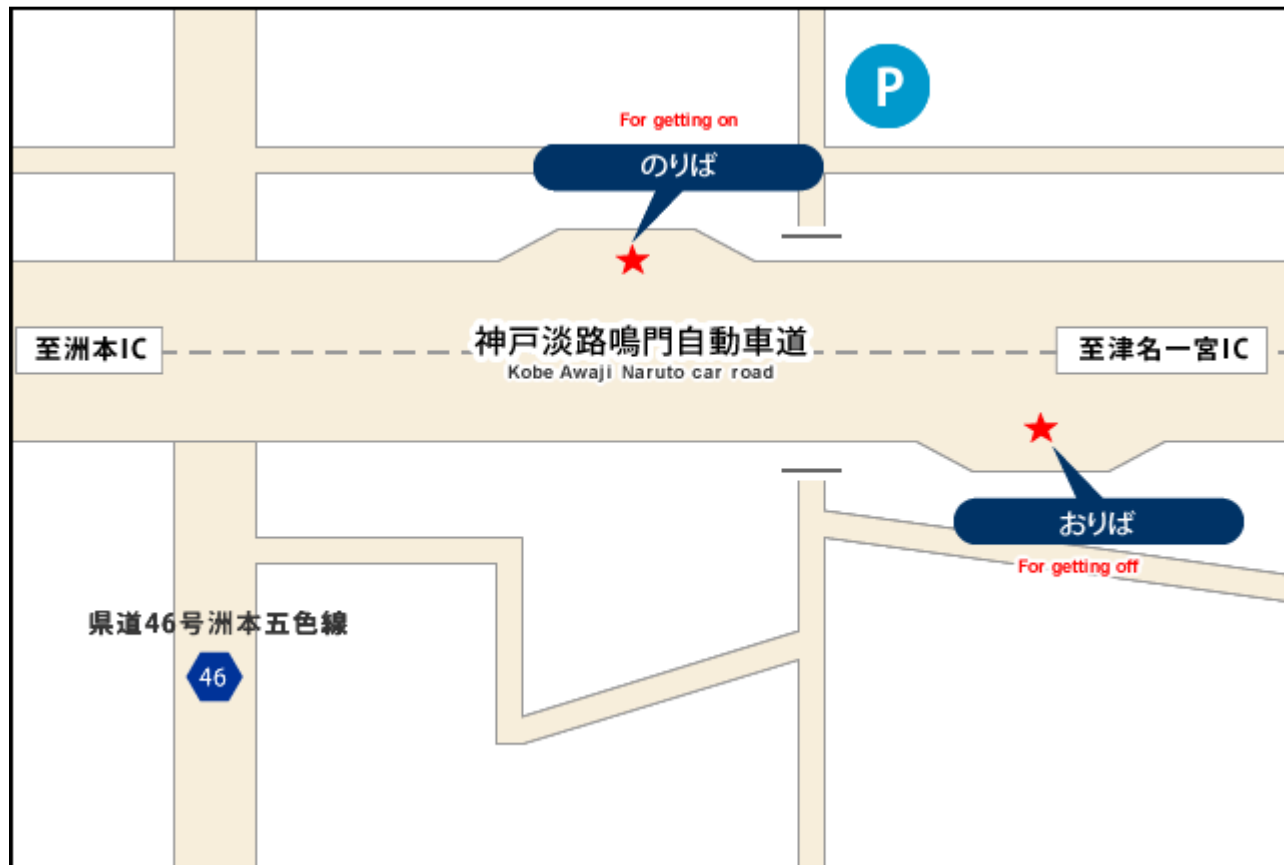 P
For getting on
のりば
神戸淡路鳴門自動車道
Kobe Awaji Naruto car road
至洲本IC
至津名一宮IC
おりば
For getting off
県道46号洲本五色線
46